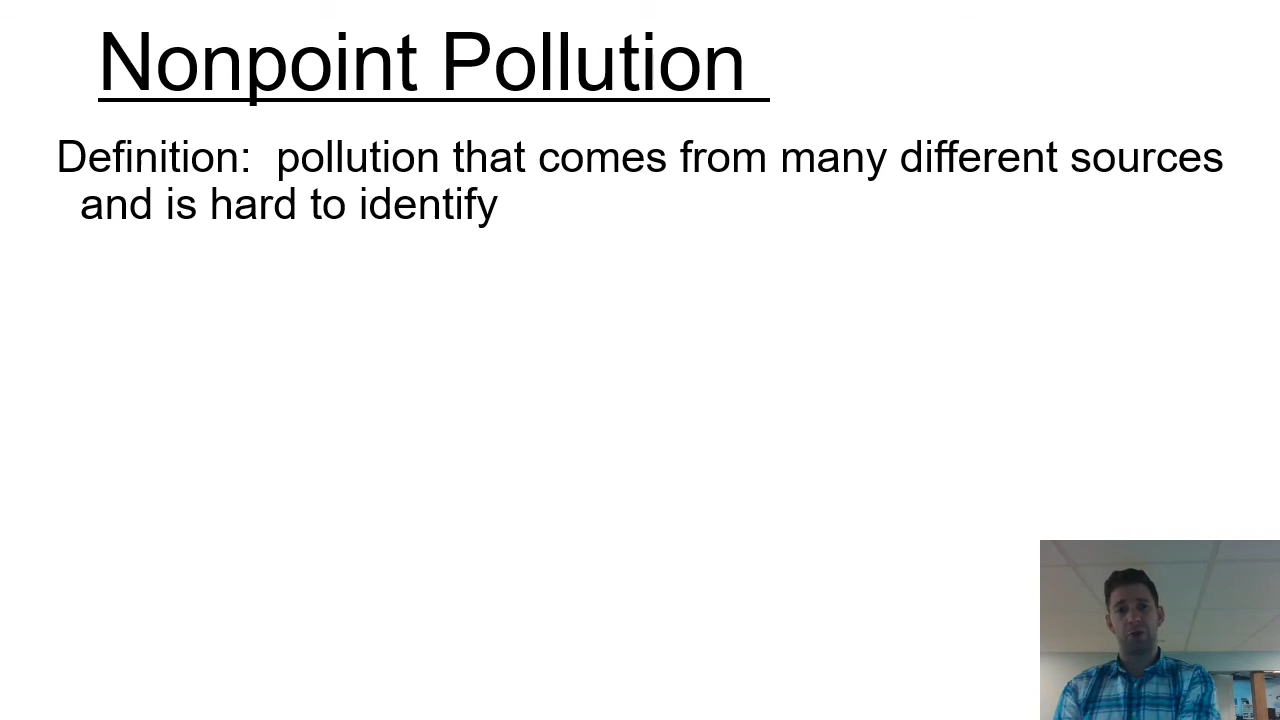 Nonpoint Pollution
Definition:  pollution that comes from many different sources
and is hard to identify